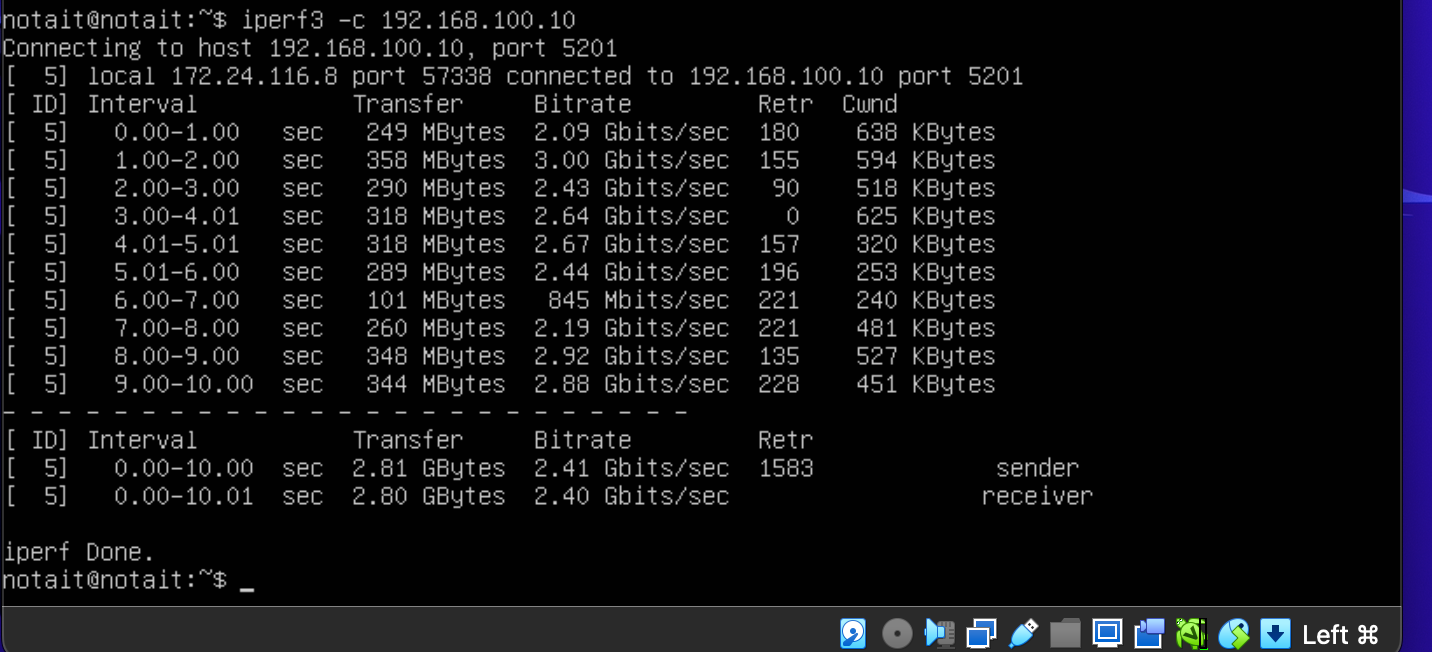 notait@notait:~$ iperf3 -c 192.168.100.10
Connecting to host 192.168.100.10, port 5201
[  5] local 172.24.116.8 port 57338 connected to 192.168.100.10 port 5201
[ ID] Interval           Transfer     Bitrate         Retr  Cwnd
[  5]   0.00-1.00   sec   249 MBytes  2.09 Gbits/sec  180    638 KBytes
[  5]   1.00-2.00   sec   358 MBytes  3.00 Gbits/sec  155    594 KBytes
[  5]   2.00-3.00   sec   290 MBytes  2.43 Gbits/sec   90    518 KBytes
[  5]   3.00-4.01   sec   318 MBytes  2.64 Gbits/sec    0    625 KBytes
[  5]   4.01-5.01   sec   318 MBytes  2.67 Gbits/sec  157    320 KBytes
[  5]   5.01-6.00   sec   289 MBytes  2.44 Gbits/sec  196    253 KBytes
[  5]   6.00-7.00   sec   101 MBytes   845 Mbits/sec  221    240 KBytes
[  5]   7.00-8.00   sec   260 MBytes  2.19 Gbits/sec  221    481 KBytes
[  5]   8.00-9.00   sec   348 MBytes  2.92 Gbits/sec  135    527 KBytes
[  5]   9.00-10.00  sec   344 MBytes  2.88 Gbits/sec  228    451 KBytes
- - - - - - - - - - - - - - - - - - - - - - - - -
[ ID] Interval           Transfer     Bitrate         Retr
[  5]   0.00-10.00  sec  2.81 GBytes  2.41 Gbits/sec  1583             sender
[  5]   0.00-10.01  sec  2.80 GBytes  2.40 Gbits/sec                  receiver
iperf Done.
notait@notait:~$ _
Left ⌘